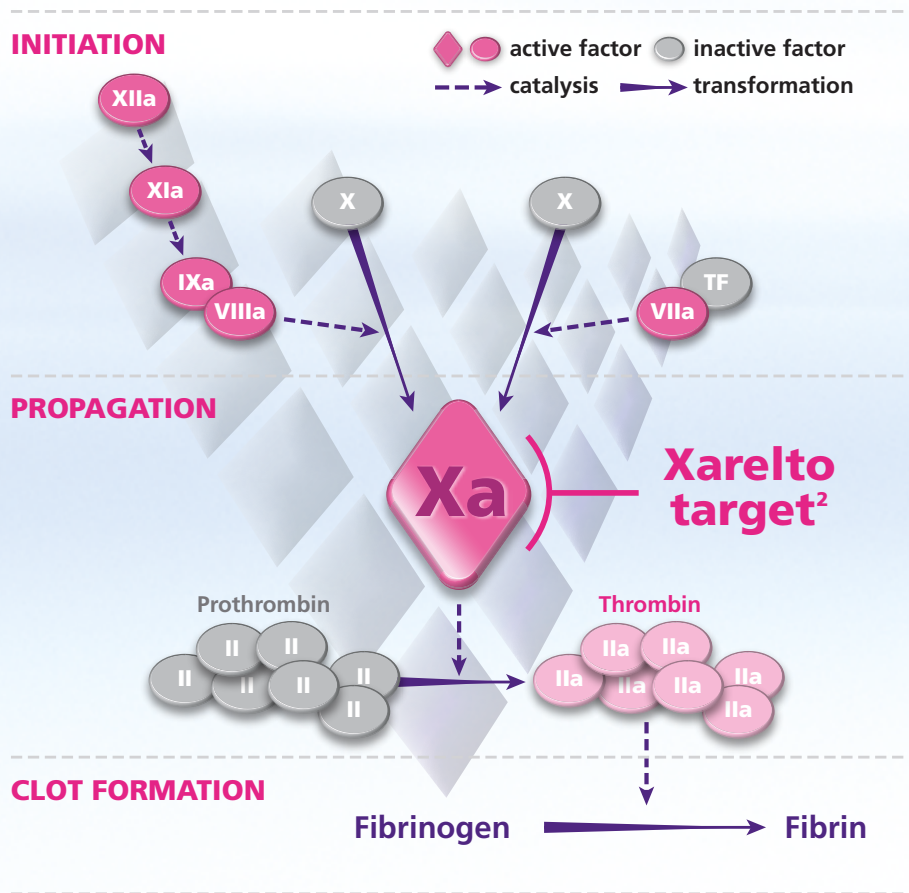 INITIATION
active factor inactive factor
catalysis transformation
XIIa
XIa
X X
IXa
VIIIa
TF
VIIa
PROPAGATION
Xa
Xarelto
target²
Prothrombin
Thrombin
II II II II II II II
IIa IIa IIa IIa IIa IIa IIa
CLOT FORMATION
Fibrinogen Fibrin